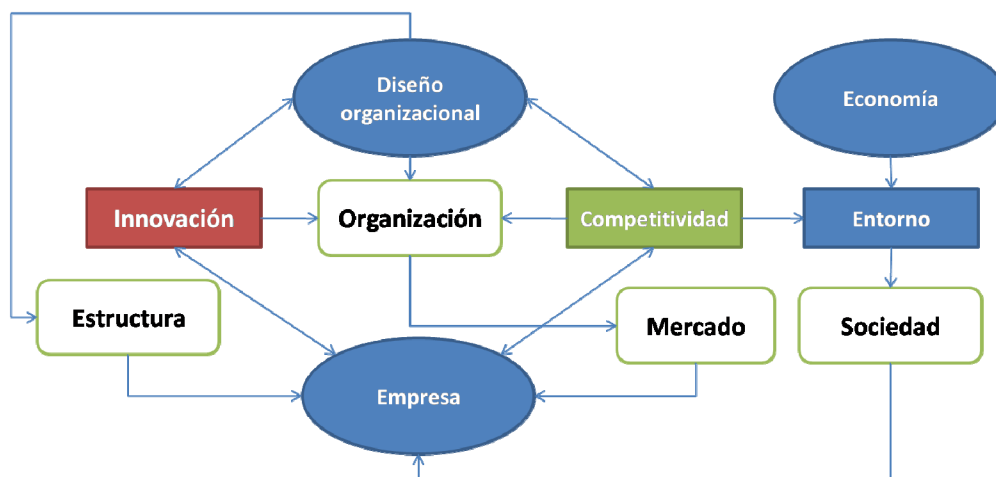 Diseño
organizacional
Economía
Innovación
Organización
Competitividad
Entorno
Estructura
Mercado
Sociedad
Empresa